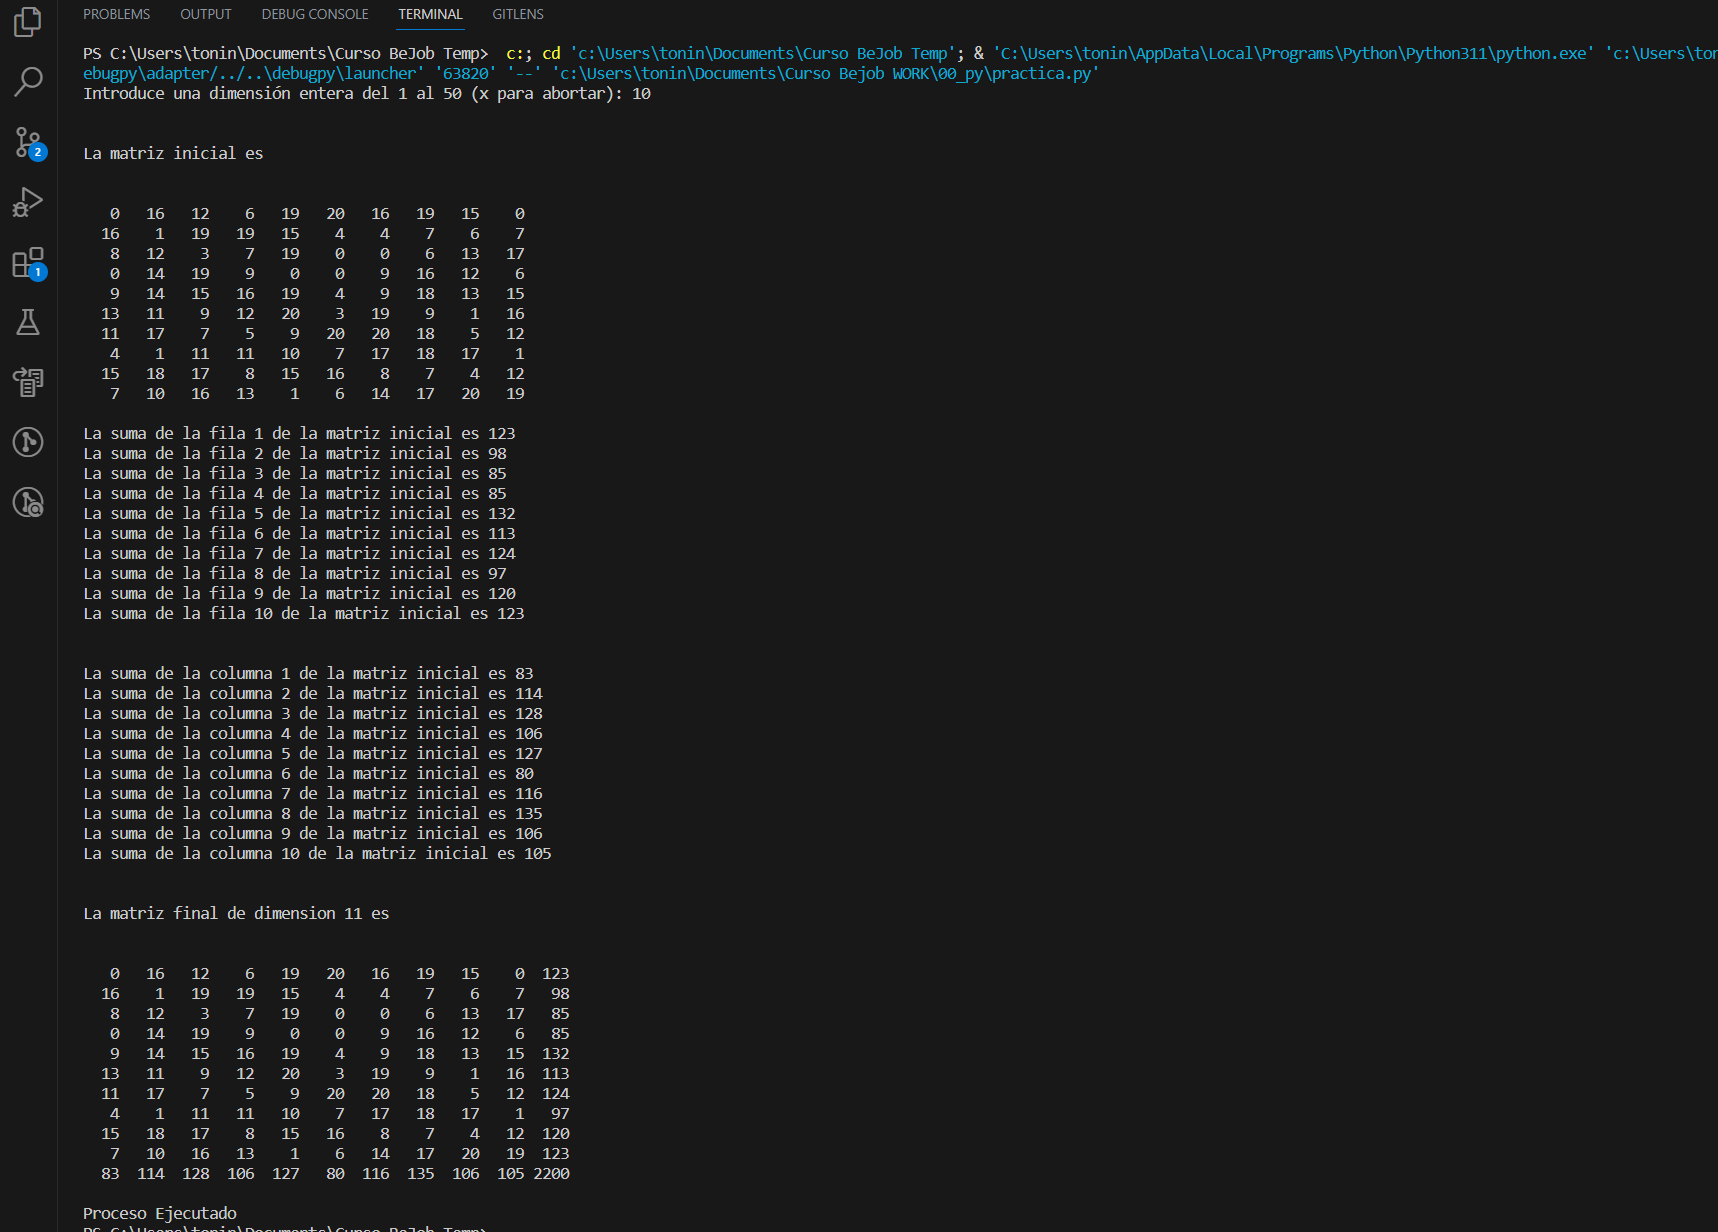 PROBLEMS OUTPUT DEBUG CONSOLE TERMINAL GITLENS
PS C:\Users\tonin\Documents\Curso BeJob Temp>  c:; cd 'c:\Users\tonin\Documents\Curso BeJob Temp'; & 'C:\Users\tonin\AppData\Local\Programs\Python\Python311\python.exe' 'c:\Users\ton
ebugpy\adapter/../..\debugpy\launcher' '63820' '--' 'c:\Users\tonin\Documents\Curso Bejob WORK\00_py\practica.py'
Introduce una dimensión entera del 1 al 50 (x para abortar): 10
La matriz inicial es
0 16 12 6 19 20 16 19 15 0
16 1 19 19 15 4 4 7 6 7
8 12 3 7 19 0 0 6 13 17
0 14 19 9 0 0 9 16 12 6
9 14 15 16 19 4 9 18 13 15
13 11 9 12 20 3 19 9 1 16
11 17 7 5 9 20 20 18 5 12
4 1 11 11 10 7 17 18 17 1
15 18 17 8 15 16 8 7 4 12
7 10 16 13 1 6 14 17 20 19
La suma de la fila 1 de la matriz inicial es 123
La suma de la fila 2 de la matriz inicial es 98
La suma de la fila 3 de la matriz inicial es 85
La suma de la fila 4 de la matriz inicial es 85
La suma de la fila 5 de la matriz inicial es 132
La suma de la fila 6 de la matriz inicial es 113
La suma de la fila 7 de la matriz inicial es 124
La suma de la fila 8 de la matriz inicial es 97
La suma de la fila 9 de la matriz inicial es 120
La suma de la fila 10 de la matriz inicial es 123
La suma de la columna 1 de la matriz inicial es 83
La suma de la columna 2 de la matriz inicial es 114
La suma de la columna 3 de la matriz inicial es 128
La suma de la columna 4 de la matriz inicial es 106
La suma de la columna 5 de la matriz inicial es 127
La suma de la columna 6 de la matriz inicial es 80
La suma de la columna 7 de la matriz inicial es 116
La suma de la columna 8 de la matriz inicial es 135
La suma de la columna 9 de la matriz inicial es 106
La suma de la columna 10 de la matriz inicial es 105
La matriz final de dimension 11 es
0 16 12 6 19 20 16 19 15 0 123
16 1 19 19 15 4 4 7 6 7 98
8 12 3 7 19 0 0 6 13 17 85
0 14 19 9 0 0 9 16 12 6 85
9 14 15 16 19 4 9 18 13 15 132
13 11 9 12 20 3 19 9 1 16 113
11 17 7 5 9 20 20 18 5 12 124
4 1 11 11 10 7 17 18 17 1 97
15 18 17 8 15 16 8 7 4 12 120
7 10 16 13 1 6 14 17 20 19 123
83 114 128 106 127 80 116 135 106 105 2200
Proceso Ejecutado
PS C:\Users\tonin\Documents\Curso BeJob Temp>
2
1